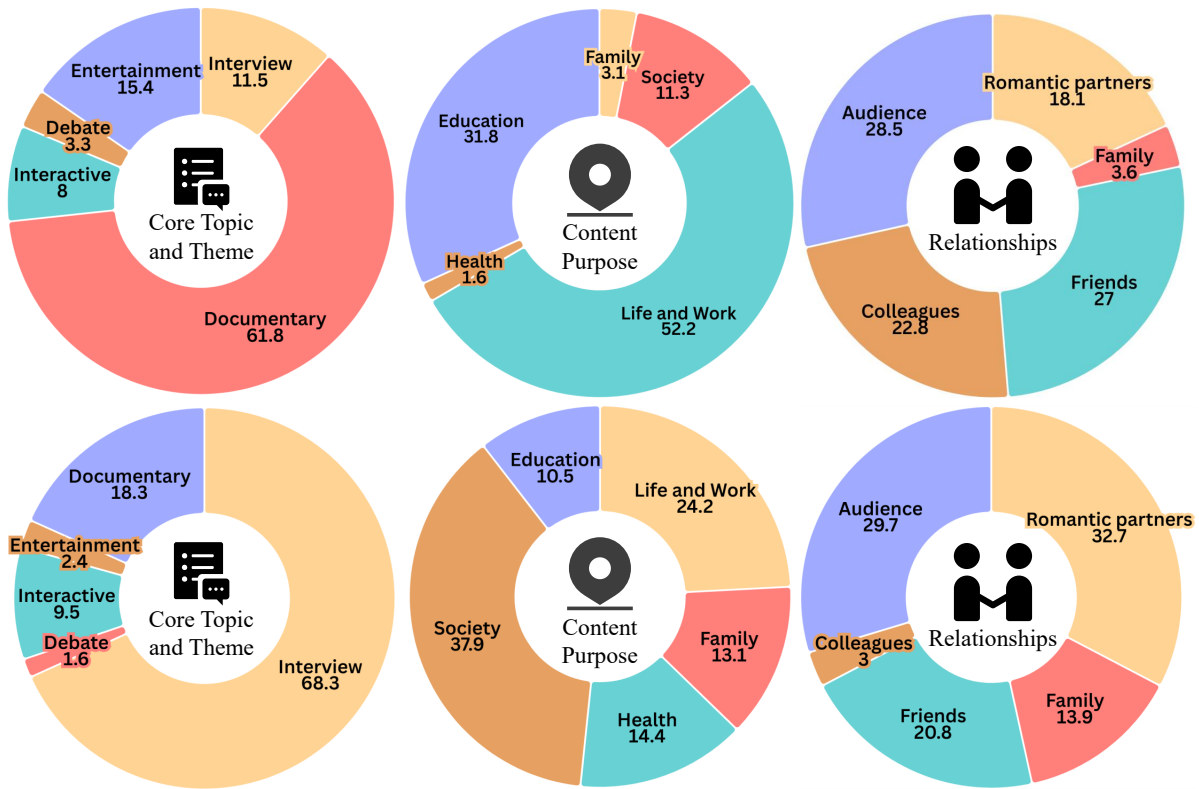 Entertainment
15.4
Interview
11.5
Debate
3.3
Interactive
8
Documentary
61.8
Core Topic
and Theme
Family
3.1
Society
11.3
Education
31.8
Health
1.6
Life and Work
52.2
Content
Purpose
Romantic partners
18.1
Audience
28.5
Family
3.6
Friends
27
Colleagues
22.8
Relationships
Documentary
18.3
Entertainment
2.4
Interactive
9.5
Debate
1.6
Interview
68.3
Core Topic
and Theme
Education
10.5
Life and Work
24.2
Society
37.9
Family
13.1
Health
14.4
Content
Purpose
Audience
29.7
Romantic partners
32.7
Colleagues
3
Friends
20.8
Family
13.9
Relationships